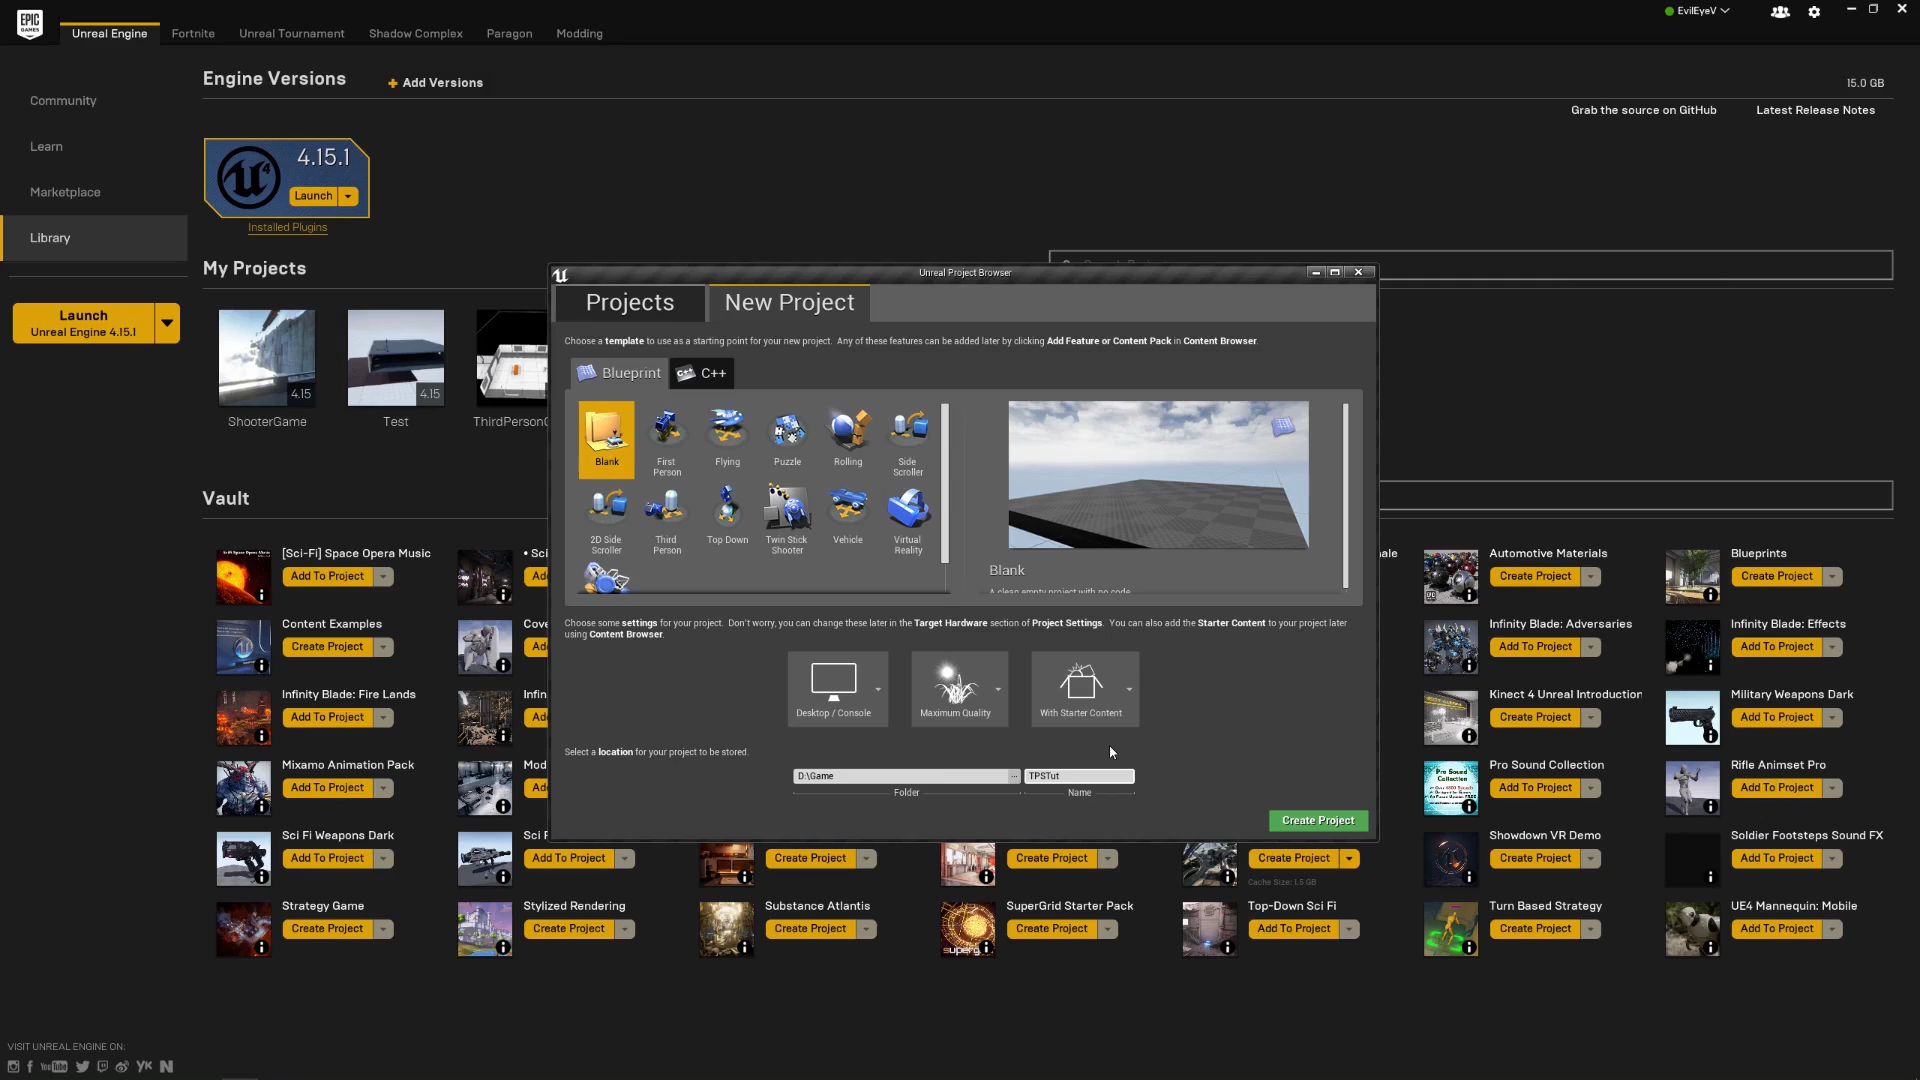 EPIC GAMES
Unreal Engine
Fortnite
Unreal Tournament
Shadow Complex
Paragon
Modding
EvilEyeV
Engine Versions
Add Versions
15.0 GB
Grab the source on GitHub
Latest Release Notes
Community
Learn
Marketplace
Library
Launch
Unreal Engine 4.15.1
4.15.1
Launch
Installed Plugins
My Projects
4.15
ShooterGame
4.15
Test
Unreal Project Browser
Projects
New Project
Choose a template to use as a starting point for your new project. Any of these features can be added later by clicking Add Feature or Content Pack in Content Browser.
Blueprint
C++
Blank
First Person
Flying
Puzzle
Rolling
Side Scroller
2D Side Scroller
Third Person
Top Down
Twin Stick Shooter
Vehicle
Virtual Reality
Blank
A clean empty project with no code.
Choose some settings for your project. Don't worry, you can change these later in the Target Hardware section of Project Settings. You can also add the Starter Content to your project later
using Content Browser.
Desktop / Console
Maximum Quality
With Starter Content
Select a location for your project to be stored.
D:\Game
...
TPSTut
Folder
Name
Create Project
Vault
[Sci-Fi] Space Opera Music
Add To Project
Automotive Materials
Create Project
Blueprints
Create Project
Content Examples
Create Project
Infinity Blade: Adversaries
Add To Project
Infinity Blade: Effects
Add To Project
Infinity Blade: Fire Lands
Add To Project
Kinect 4 Unreal Introduction
Create Project
Military Weapons Dark
Add To Project
Mixamo Animation Pack
Add To Project
Pro Sound Collection
Add To Project
Rifle Animset Pro
Add To Project
Sci Fi Weapons Dark
Add To Project
Add To Project
Create Project
Create Project
Create Project
Cache Size: 1.5 GB
Showdown VR Demo
Create Project
Soldier Footsteps Sound FX
Add To Project
Strategy Game
Create Project
Stylized Rendering
Create Project
Substance Atlantis
Create Project
SuperGrid Starter Pack
Create Project
Top-Down Sci Fi
Add To Project
Turn Based Strategy
Create Project
UE4 Mannequin: Mobile
Add To Project
VISIT UNREAL ENGINE ON: